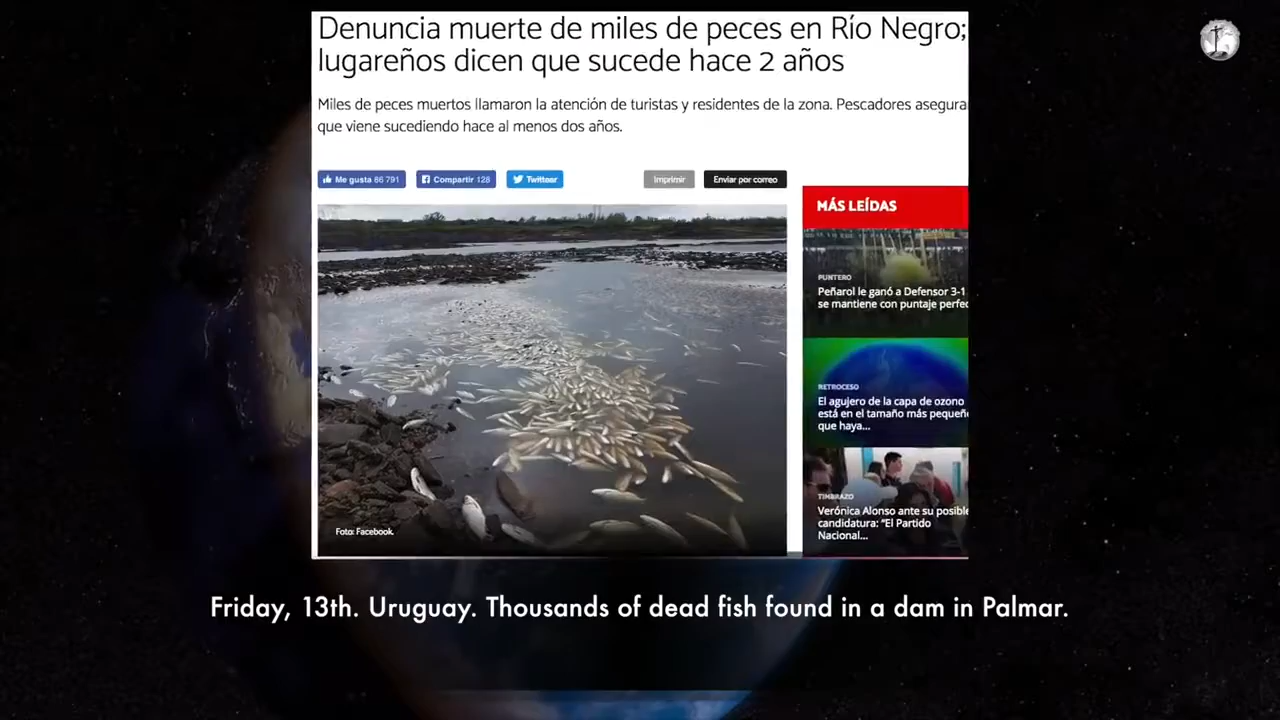 Denuncia muerte de miles de peces en Río Negro;
lugareños dicen que sucede hace 2 años
Miles de peces muertos llamaron la atención de turistas y residentes de la zona. Pescadores asegura
que viene sucediendo hace al menos dos años.
Me gusta 86 791
Compartir 128
Twittear
Imprimir
Enviar por correo
MÁS LEÍDAS
PUNTERO
Peñarol le ganó a Defensor 3-1
se mantiene con puntaje perfec
RETROCESO
El agujero de la capa de ozono
está en el tamaño más pequeño
que haya...
TIMBRAZO
Verónica Alonso ante su posible
candidatura: "El Partido
Nacional...
Foto: Facebook.
Friday, 13th. Uruguay. Thousands of dead fish found in a dam in Palmar.